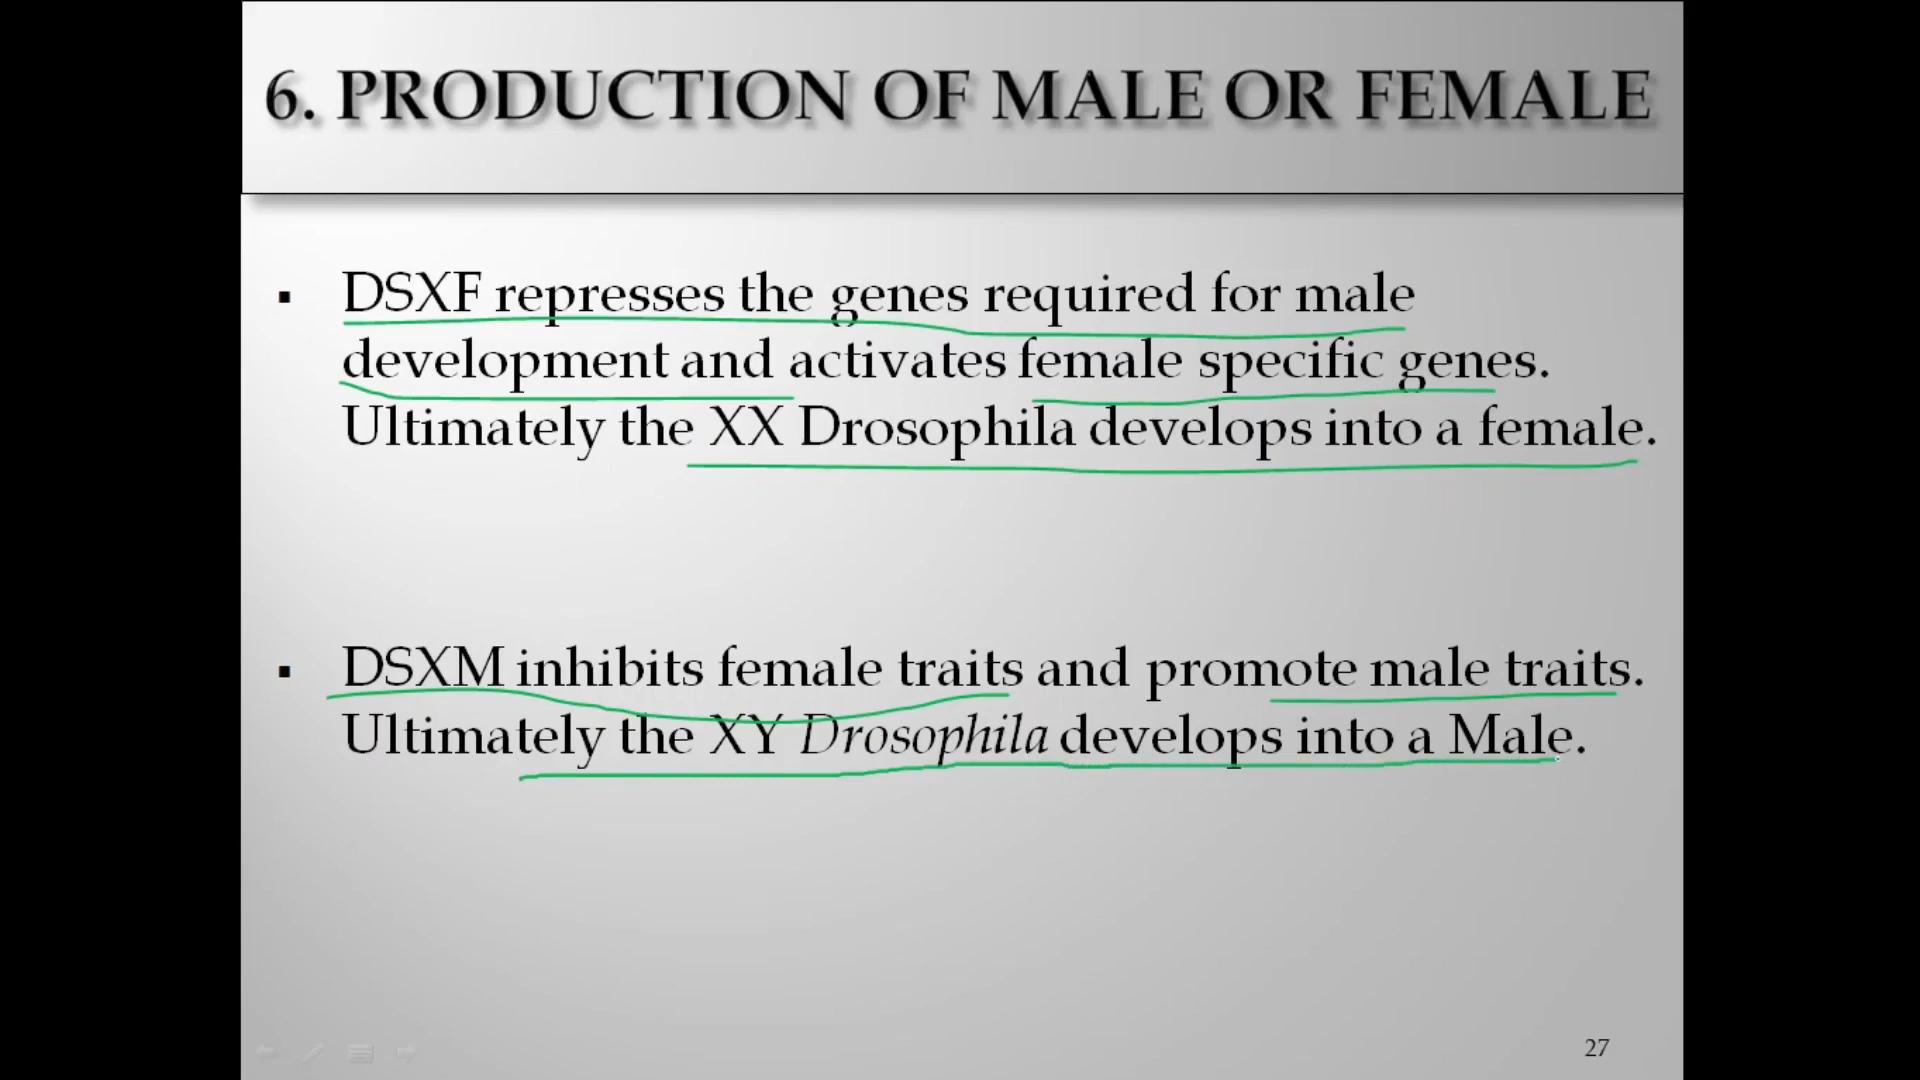 6. PRODUCTION OF MALE OR FEMALE
▪ DSXF represses the genes required for male
development and activates female specific genes.
Ultimately the XX Drosophila develops into a female.
▪ DSXM inhibits female traits and promote male traits.
Ultimately the XY Drosophila develops into a Male.
27